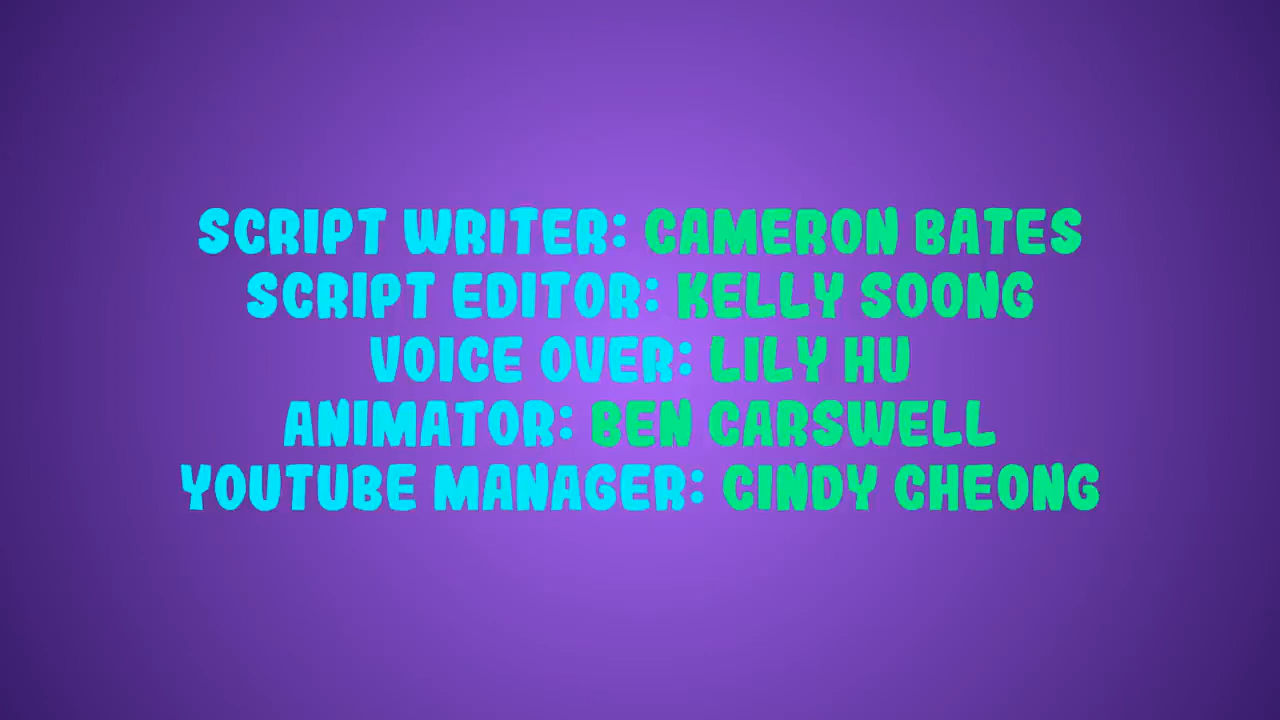 SCRIPT WRITER: CAMERON BATES
SCRIPT EDITOR: KELLY SOONG
VOICE OVER: LILY HU
ANIMATOR: BEN CARSWELL
YOUTUBE MANAGER: CINDY CHEONG